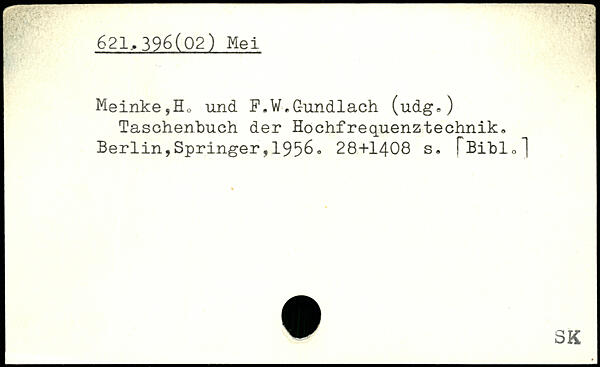 621.396(02) Mei
Meinke,H. und F.W.Gundlach (udg.)
Taschenbuch der Hochfrequenztechnik.
Berlin,Springer,1956. 28+1408 s. [Bibl.]
SK